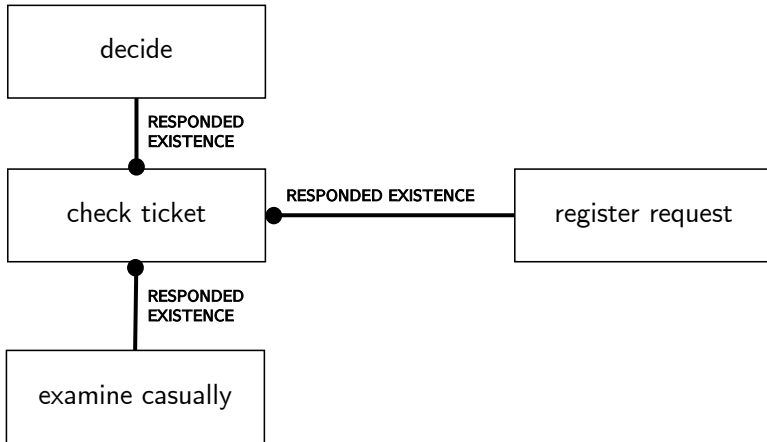 decide
RESPONDED
EXISTENCE
check ticket
RESPONDED EXISTENCE
register request
RESPONDED
EXISTENCE
examine casually